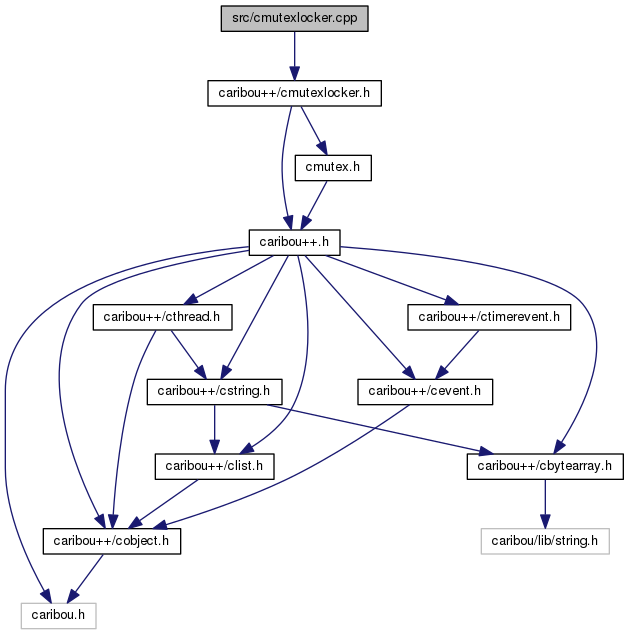 src/cmutexlocker.cpp
caribou++/cmutexlocker.h
cmutex.h
caribou++.h
caribou++/cthread.h
caribou++/ctimerevent.h
caribou++/cstring.h
caribou++/cevent.h
caribou++/clist.h
caribou++/cbytearray.h
caribou++/cobject.h
caribou/lib/string.h
caribou.h